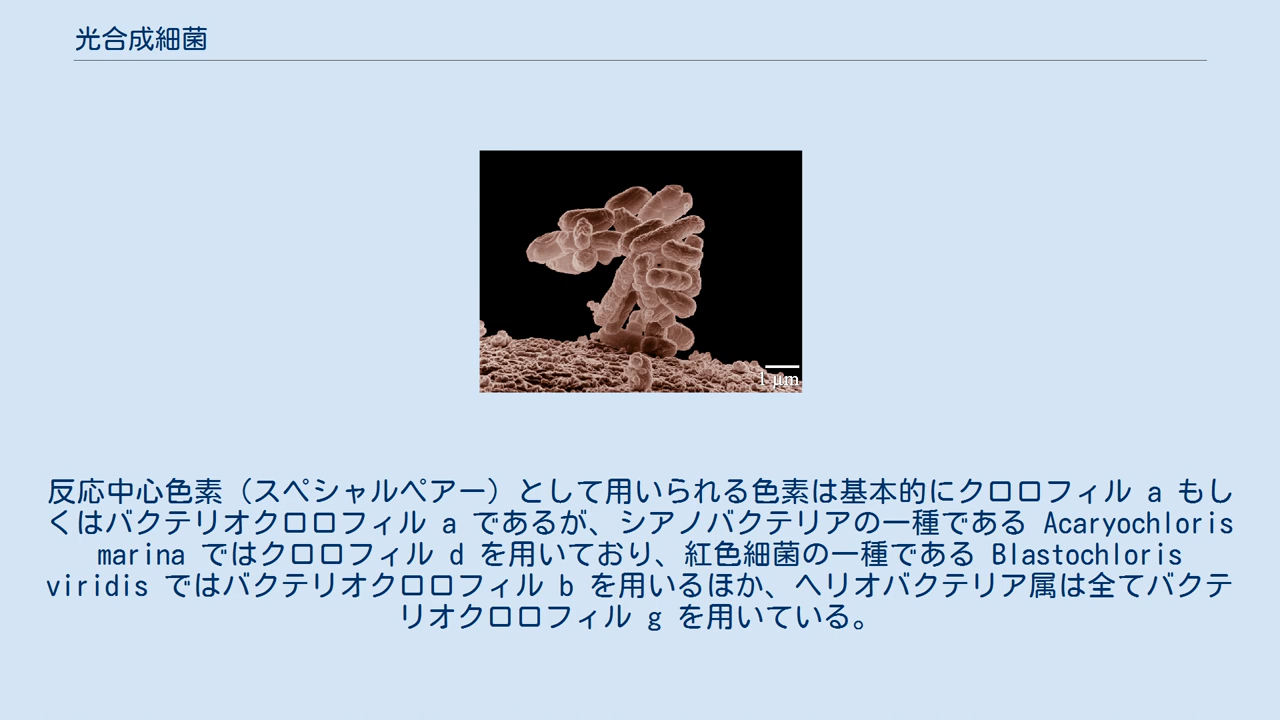 光合成細菌
1 μm
反応中心色素（スペシャルペアー）として用いられる色素は基本的にクロロフィル a もし
くはバクテリオクロロフィル a であるが、シアノバクテリアの一種である Acaryochloris
marina ではクロロフィル d を用いており、紅色細菌の一種である Blastochloris
viridis ではバクテリオクロロフィル b を用いるほか、ヘリオバクテリア属は全てバクテ
リオクロロフィル g を用いている。